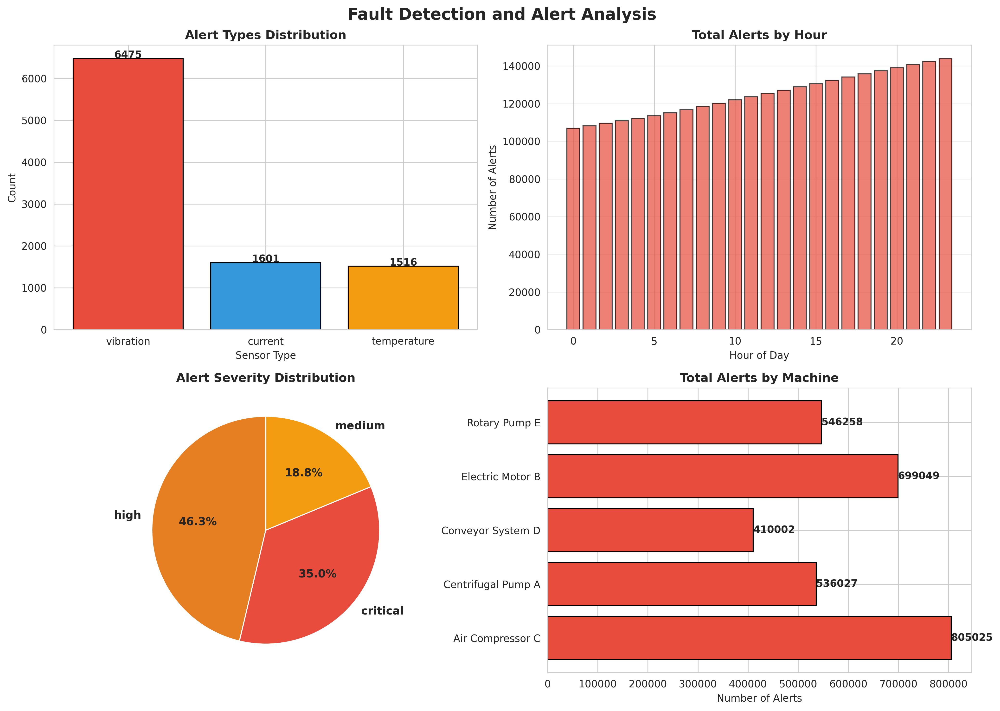 Fault Detection and Alert Analysis
Alert Types Distribution
6475
1601
1516
6000
5000
4000
3000
2000
1000
0
Count
vibration
current
temperature
Sensor Type
Total Alerts by Hour
140000
120000
100000
80000
60000
40000
20000
0
Number of Alerts
0
5
10
15
20
Hour of Day
Alert Severity Distribution
medium
18.8%
high
46.3%
35.0%
critical
Total Alerts by Machine
Rotary Pump E
546258
Electric Motor B
699049
Conveyor System D
410002
Centrifugal Pump A
536027
Air Compressor C
805025
0
100000
200000
300000
400000
500000
600000
700000
800000
Number of Alerts